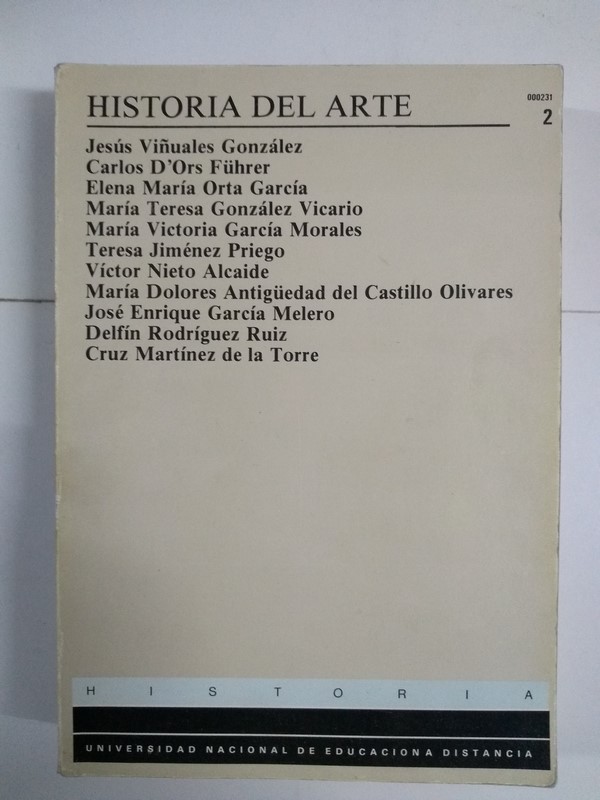 HISTORIA DEL ARTE
000231
2
Jesús Viñuales González
Carlos D'Ors Führer
Elena María Orta García
María Teresa González Vicario
María Victoria García Morales
Teresa Jiménez Priego
Víctor Nieto Alcaide
María Dolores Antigüedad del Castillo Olivares
José Enrique García Melero
Delfín Rodríguez Ruiz
Cruz Martínez de la Torre
HISTORIA
UNIVERSIDAD NACIONAL DE EDUCACIONA DISTANCIA